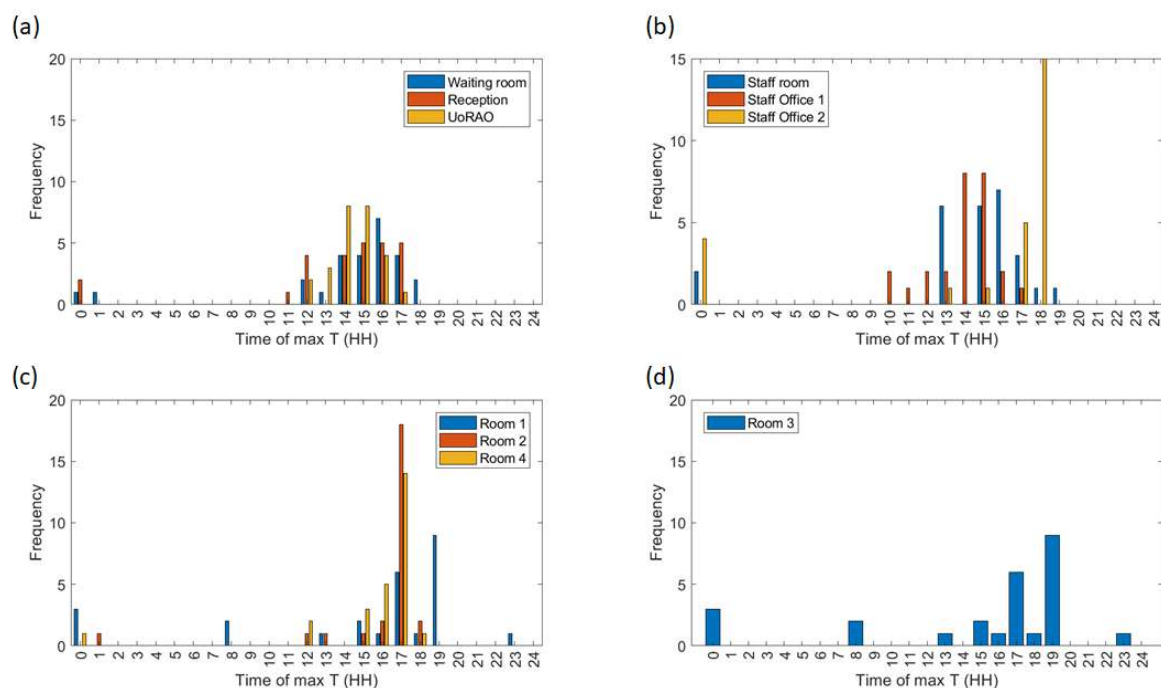 (a)
20
15
10
5
0
Frequency
Waiting room
Reception
UoRAO
0 1 2 3 4 5 6 7 8 9 10 11 12 13 14 15 16 17 18 19 20 21 22 23 24
Time of max T (HH)
(b)
15
10
5
0
Frequency
Staff room
Staff Office 1
Staff Office 2
0 1 2 3 4 5 6 7 8 9 10 11 12 13 14 15 16 17 18 19 20 21 22 23 24
Time of max T (HH)
(c)
20
15
10
5
0
Frequency
Room 1
Room 2
Room 4
0 1 2 3 4 5 6 7 8 9 10 11 12 13 14 15 16 17 18 19 20 21 22 23 24
Time of max T (HH)
(d)
20
15
10
5
0
Frequency
Room 3
0 1 2 3 4 5 6 7 8 9 10 11 12 13 14 15 16 17 18 19 20 21 22 23 24
Time of max T (HH)